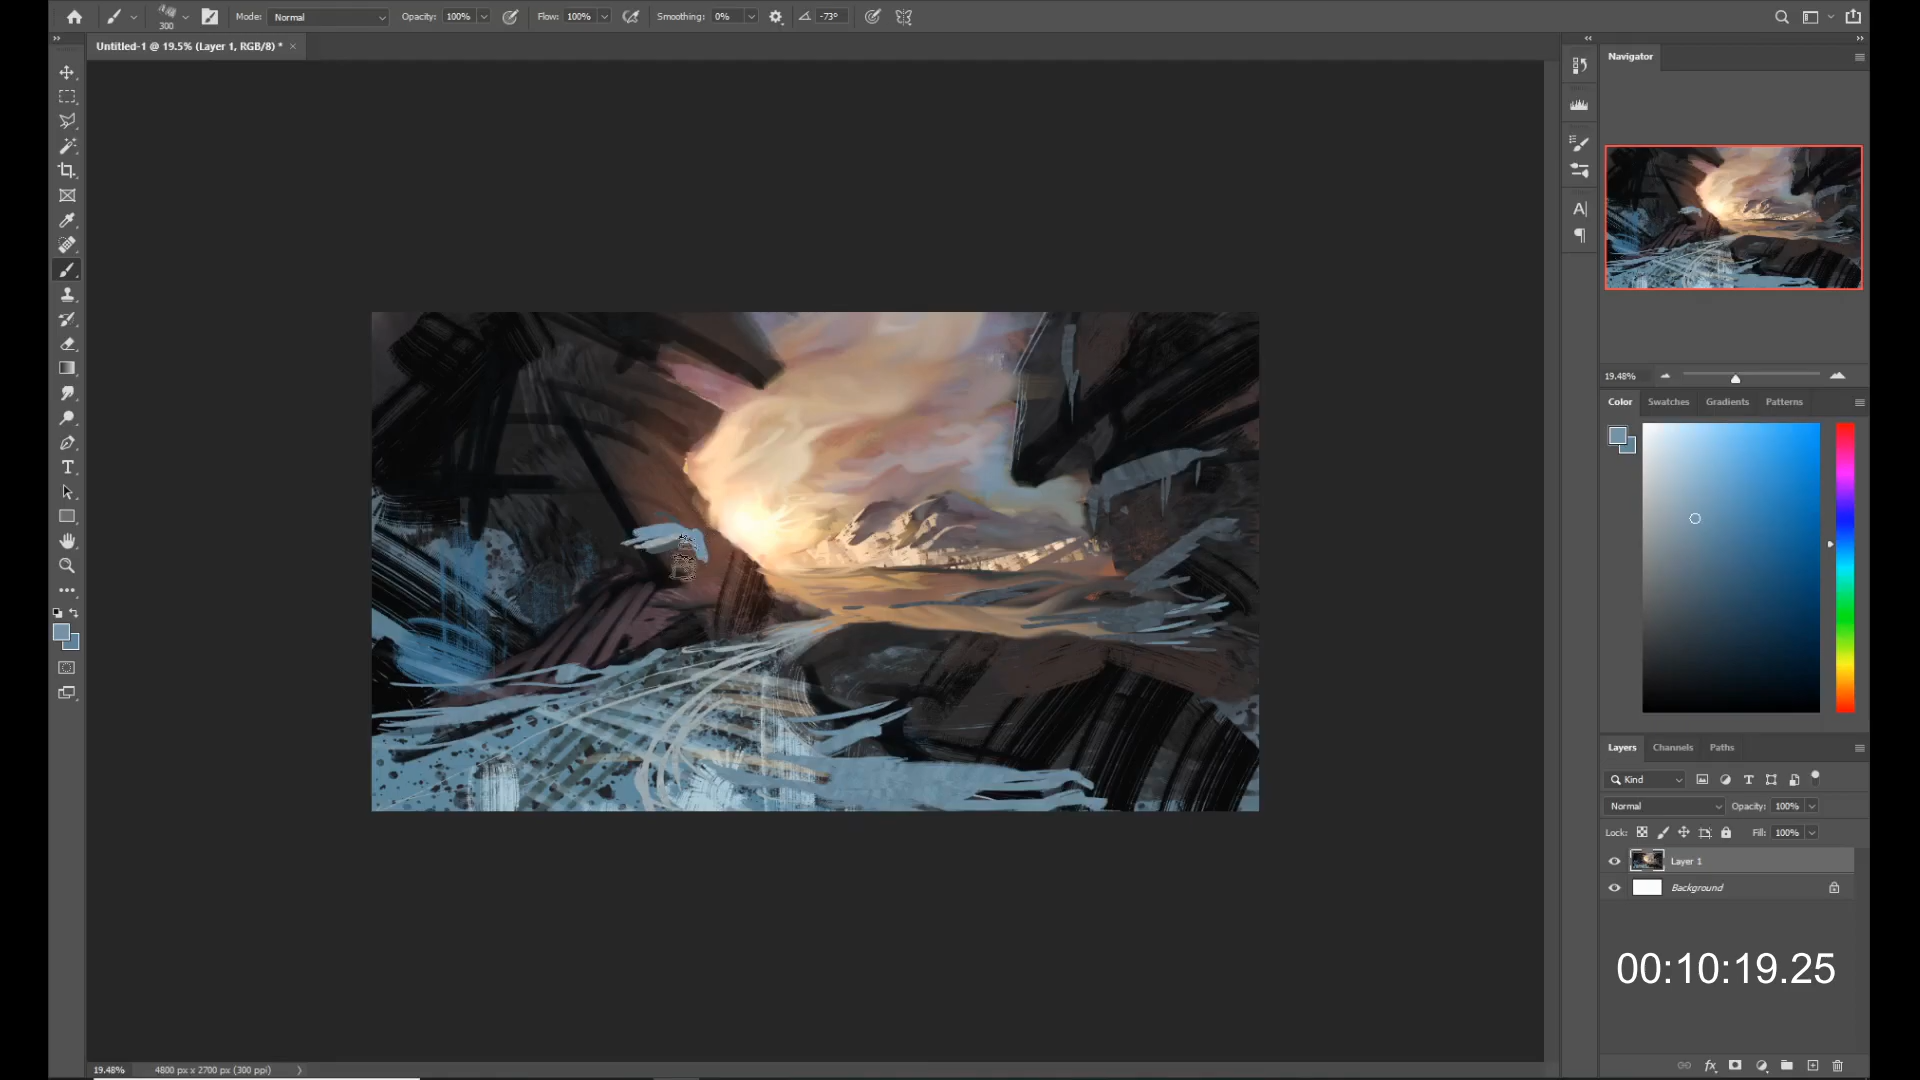 300
Mode: Normal
Opacity: 100%
Flow: 100%
Smoothing: 0%
-73°
Untitled-1 @ 19.5% (Layer 1, RGB/8) *
Navigator
19.48%
Color Swatches Gradients Patterns
Layers Channels Paths
Kind
Normal Opacity: 100%
Lock: Fill: 100%
Layer 1
Background
00:10:19.25
19.48% 4800 px x 2700 px (300 ppi)